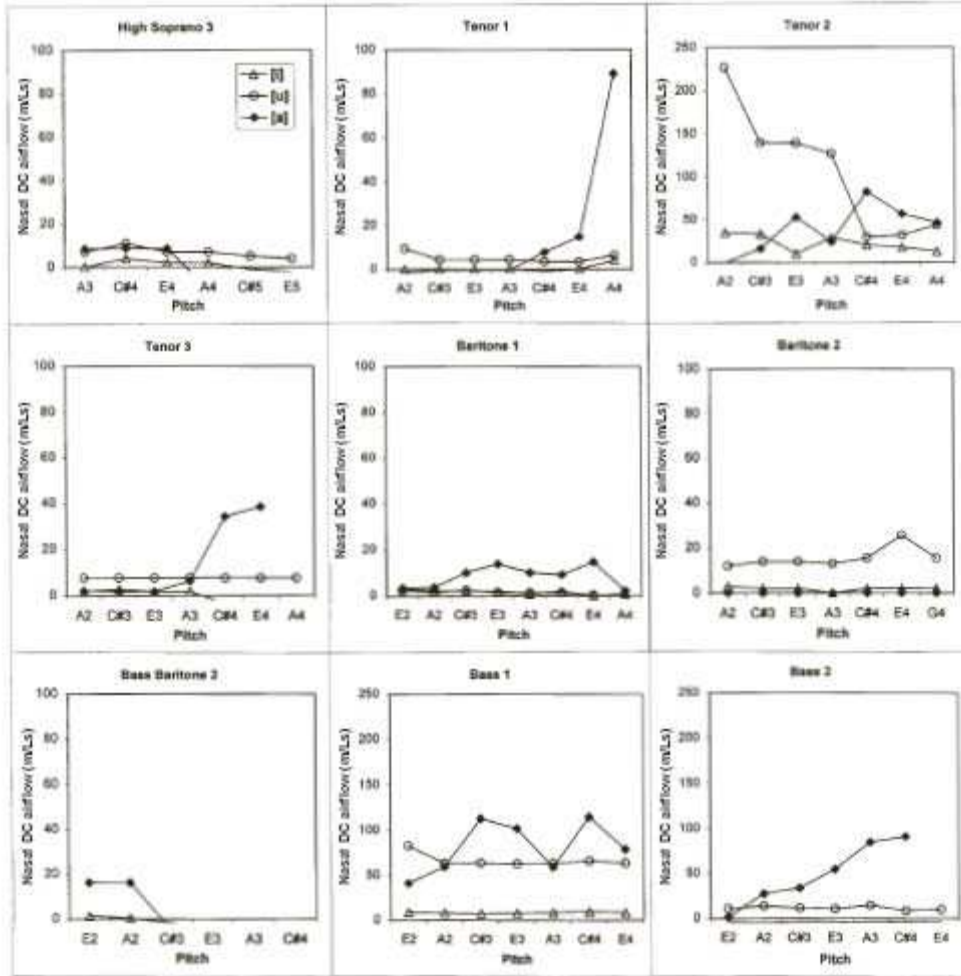 High Soprano 3
Nasal DC airflow (m/Ls)
100
80
60
40
20
0
[i]
[u]
[a]
A3 C#4 E4 A4 C#5 E5
Pitch
Tenor 1
Nasal DC airflow (m/Ls)
100
80
60
40
20
0
A2 C#3 E3 A3 C#4 E4 A4
Pitch
Tenor 2
Nasal DC airflow (m/Ls)
250
200
150
100
50
0
A2 C#3 E3 A3 C#4 E4 A4
Pitch
Tenor 3
Nasal DC airflow (m/Ls)
100
80
60
40
20
0
A2 C#3 E3 A3 C#4 E4 A4
Pitch
Baritone 1
Nasal DC airflow (m/Ls)
100
80
60
40
20
0
E2 A2 C#3 E3 A3 C#4 E4 A4
Pitch
Baritone 2
Nasal DC airflow (m/Ls)
100
80
60
40
20
0
A2 C#3 E3 A3 C#4 E4 G4
Pitch
Bass Baritone 2
Nasal DC airflow (m/Ls)
100
80
60
40
20
0
E2 A2 C#3 E3 A3 C#4
Pitch
Bass 1
Nasal DC airflow (m/Ls)
250
200
150
100
50
0
E2 A2 C#3 E3 A3 C#4 E4
Pitch
Bass 2
Nasal DC airflow (m/Ls)
250
200
150
100
50
0
E2 A2 C#3 E3 A3 C#4 E4
Pitch